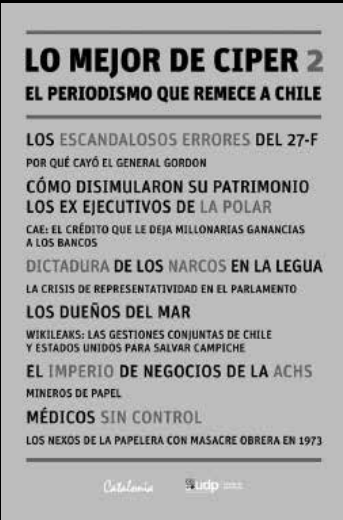 LO MEJOR DE CIPER 2
EL PERIODISMO QUE REMECE A CHILE
LOS ESCANDALOSOS ERRORES DEL 27-F
POR QUÉ CAYÓ EL GENERAL GORDON
CÓMO DISIMULARON SU PATRIMONIO
LOS EX EJECUTIVOS DE LA POLAR
CAE: EL CRÉDITO QUE LE DEJA MILLONARIAS GANANCIAS
A LOS BANCOS
DICTADURA DE LOS NARCOS EN LA LEGUA
LA CRISIS DE REPRESENTATIVIDAD EN EL PARLAMENTO
LOS DUEÑOS DEL MAR
WIKILEAKS: LAS GESTIONES CONJUNTAS DE CHILE
Y ESTADOS UNIDOS PARA SALVAR CAMPICHE
EL IMPERIO DE NEGOCIOS DE LA ACHS
MINEROS DE PAPEL
MÉDICOS SIN CONTROL
LOS NEXOS DE LA PAPELERA CON MASACRE OBRERA EN 1973
Catalonia udp